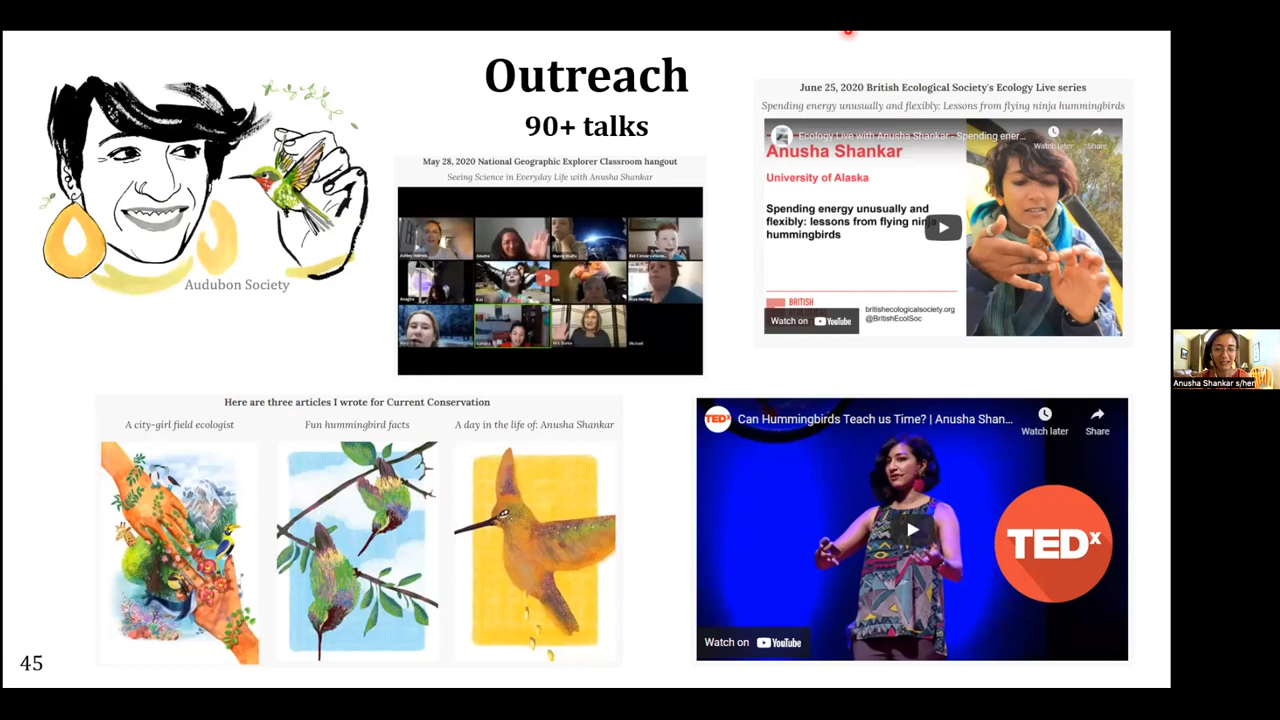 Outreach
90+ talks
Audubon Society
May 28, 2020 National Geographic Explorer Classroom hangout
Seeing Science in Everyday Life with Anusha Shankar
June 25, 2020 British Ecological Society's Ecology Live series
Spending energy unusually and flexibly: Lessons from flying ninja hummingbirds
Ecology Live with Anusha Shankar - Spending ener...
Watch later
Share
Anusha Shankar
University of Alaska
Spending energy unusually and
flexibly: lessons from flying ninja
hummingbirds
BRITISH
britishecologicalsociety.org
@BritishEcolSoc
Watch on YouTube
Here are three articles I wrote for Current Conservation
A city-girl field ecologist
Fun hummingbird facts
A day in the life of: Anusha Shankar
TEDx
Can Hummingbirds Teach us Time? | Anusha Shan...
Watch later
Share
TEDx
Watch on YouTube
45
Anusha Shankar s/her